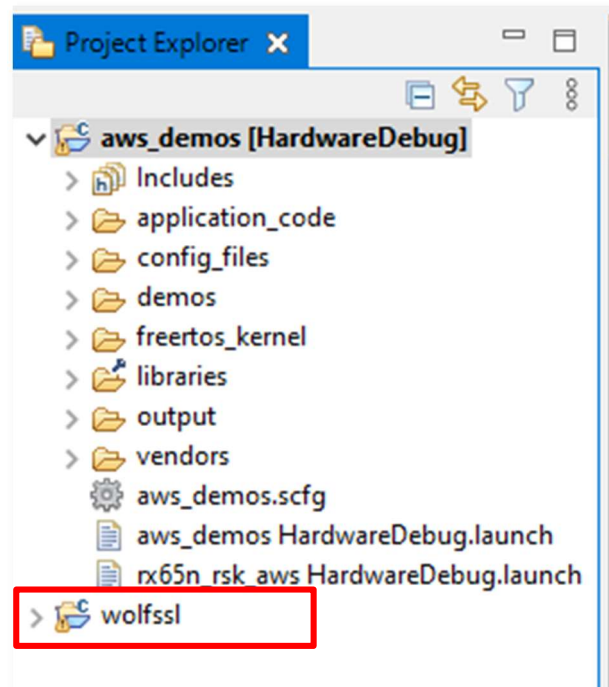 Project Explorer
aws_demos [HardwareDebug]
Includes
application_code
config_files
demos
freertos_kernel
libraries
output
vendors
aws_demos.scfg
aws_demos HardwareDebug.launch
rx65n_rsk_aws HardwareDebug.launch
wolfssl